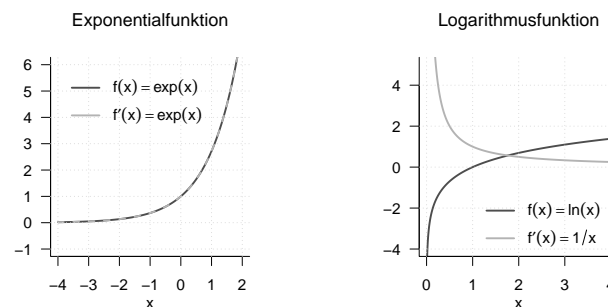 Exponentialfunktion
6
5
4
3
2
1
0
−1
f(x) = exp(x)
f′(x) = exp(x)
−4 −3 −2 −1 0 1 2
x
Logarithmusfunktion
4
2
0
−2
−4
f(x) = ln(x)
f′(x) = 1/x
0 1 2 3
x